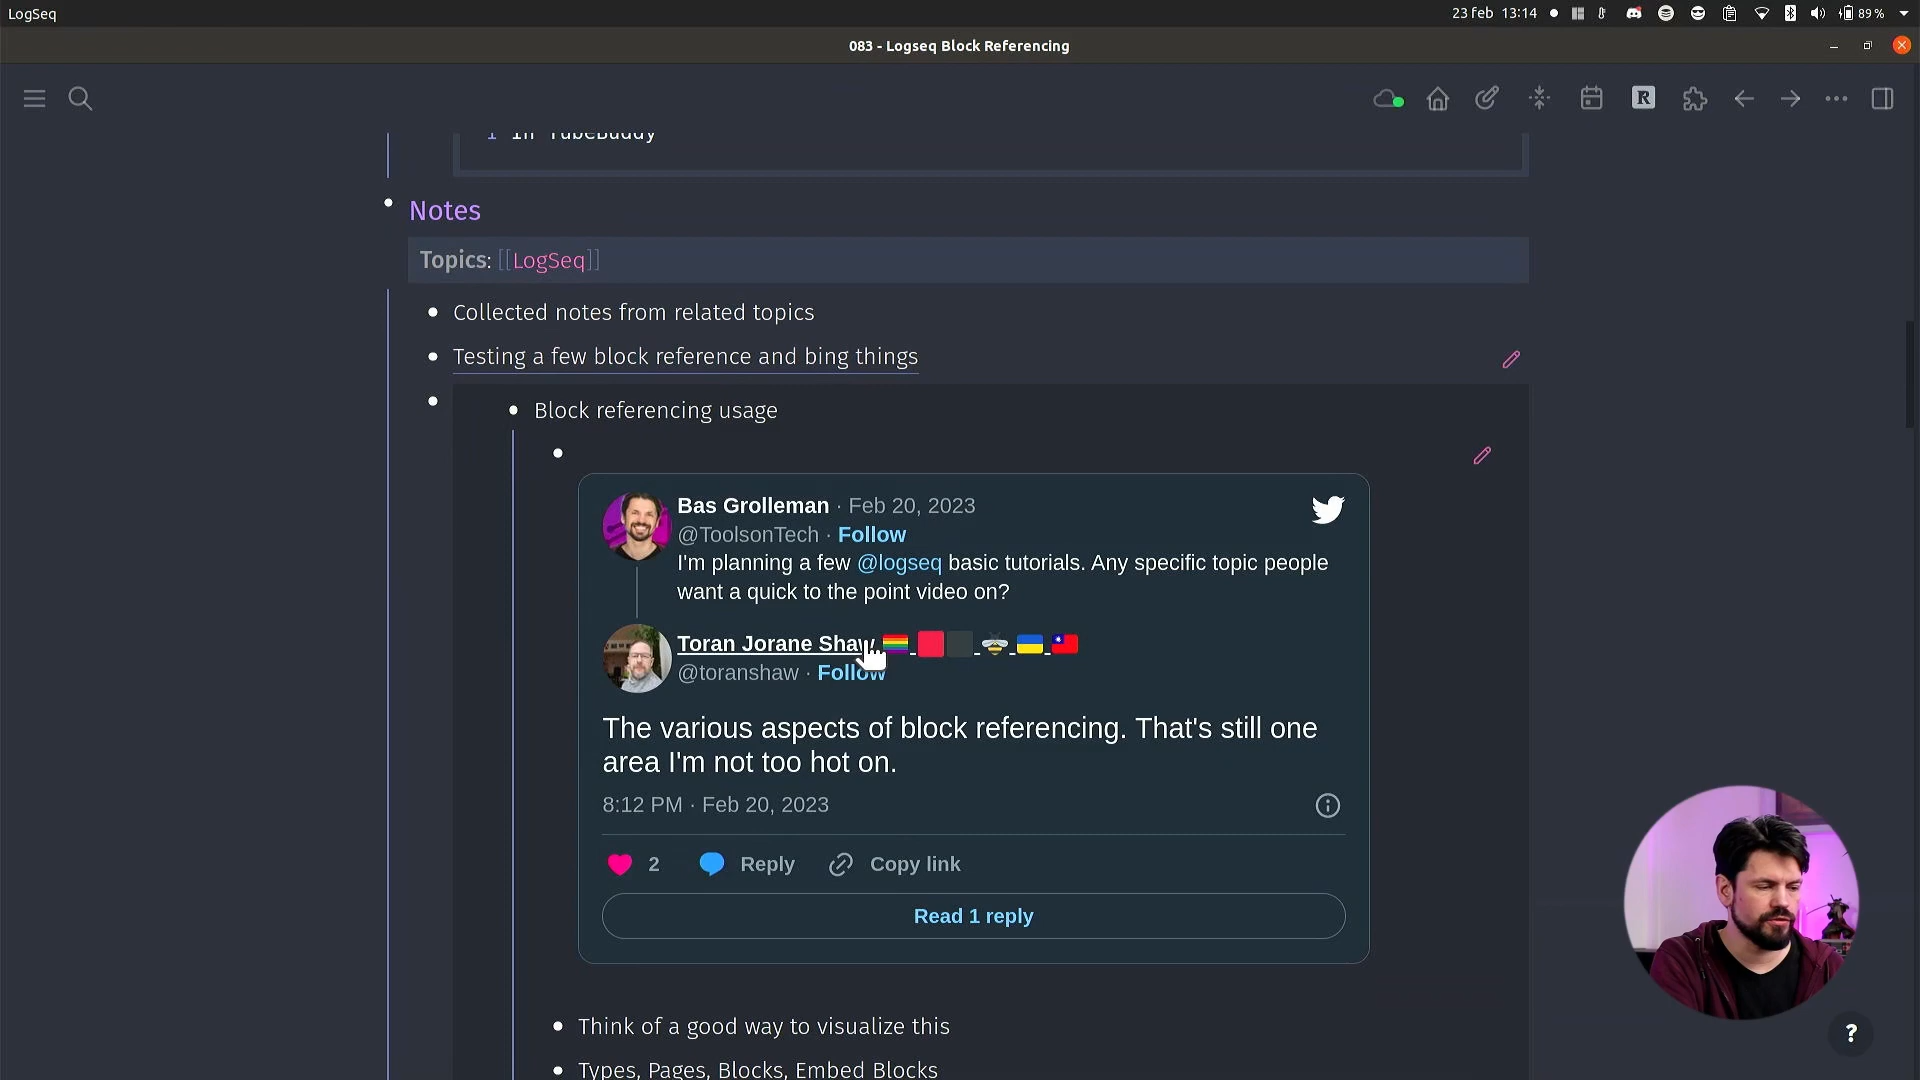 LogSeq
23 feb 13:14
89 %
083 - Logseq Block Referencing
R
1 in TubeBuddy
Notes
Topics: [[LogSeq]]
Collected notes from related topics
Testing a few block reference and bing things
Block referencing usage
Bas Grolleman · Feb 20, 2023
@ToolsonTech · Follow
I'm planning a few @logseq basic tutorials. Any specific topic people
want a quick to the point video on?
Toran Jorane Shaw
@toranshaw · Follow
The various aspects of block referencing. That's still one
area I'm not too hot on.
8:12 PM · Feb 20, 2023
2 Reply Copy link
Read 1 reply
Think of a good way to visualize this
Types, Pages, Blocks, Embed Blocks
?